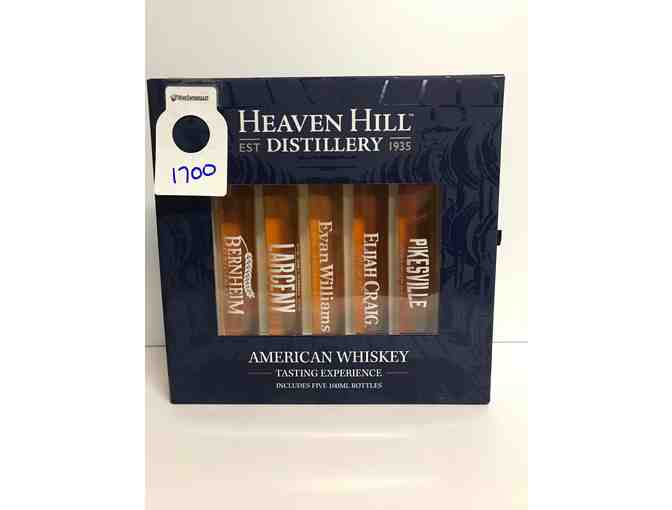 1700
HEAVEN HILL™
EST DISTILLERY 1935
BERNHEIM
LARCENY
Evan Williams
ELIJAH CRAIG
PIKESVILLE
AMERICAN WHISKEY
TASTING EXPERIENCE
INCLUDES FIVE 100ML BOTTLES